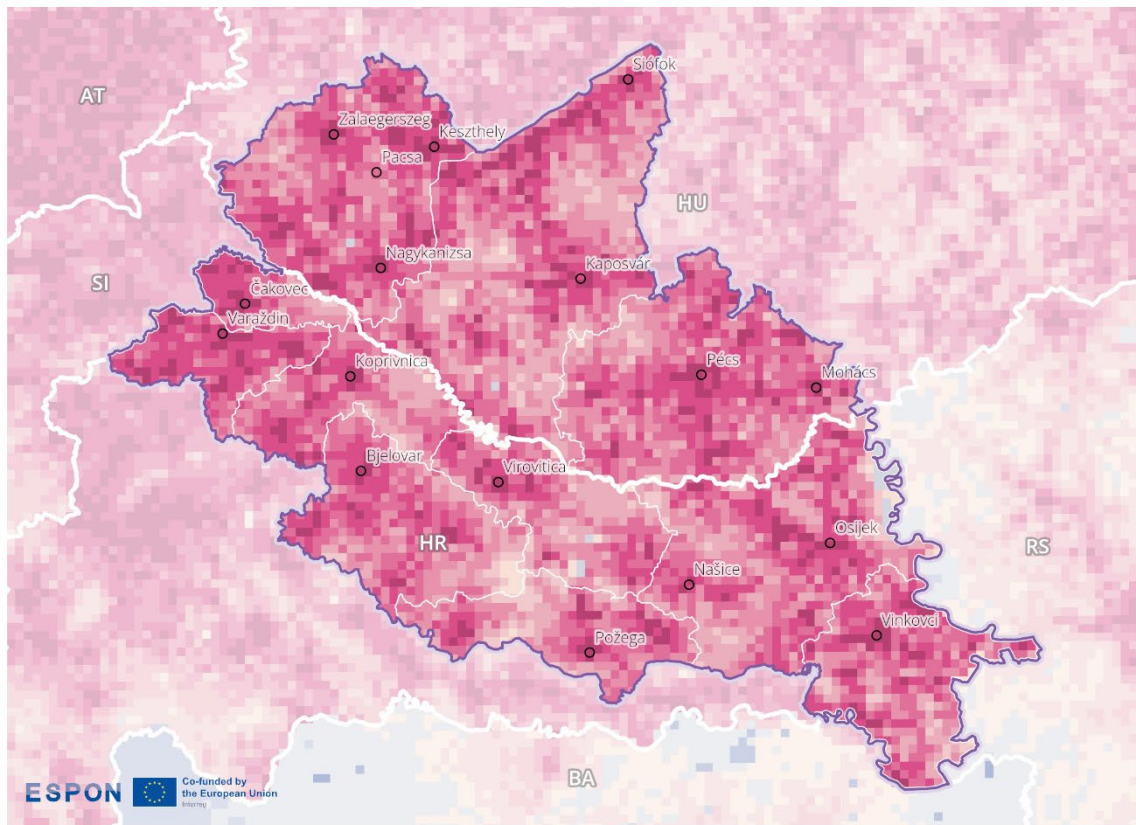 Siófok
AT
Zalaegerszeg
Keszthely
Pacsa
HU
Nagykanizsa
Kaposvár
SI
Čakovec
Varaždin
Koprivnica
Pécs
Mohács
Bjelovar
Virovitica
HR
Osijek
RS
Našice
Vinkovci
Požega
BA
ESPON
Co-funded by
the European Union
Interreg